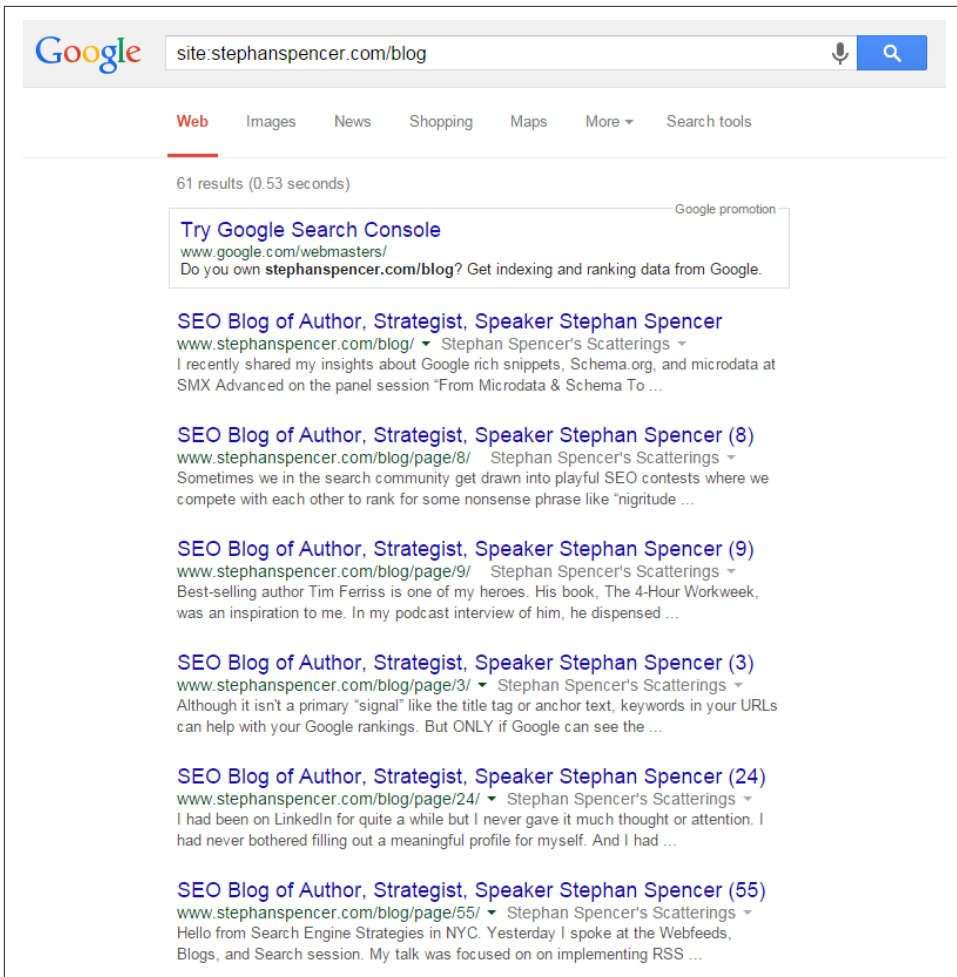 Google site:stephanspencer.com/blog
Web Images News Shopping Maps More Search tools
61 results (0.53 seconds)
Google promotion
Try Google Search Console
www.google.com/webmasters/
Do you own stephanspencer.com/blog? Get indexing and ranking data from Google.
SEO Blog of Author, Strategist, Speaker Stephan Spencer
www.stephanspencer.com/blog/ Stephan Spencer's Scatterings
I recently shared my insights about Google rich snippets, Schema.org, and microdata at
SMX Advanced on the panel session “From Microdata & Schema To ...
SEO Blog of Author, Strategist, Speaker Stephan Spencer (8)
www.stephanspencer.com/blog/page/8/ Stephan Spencer's Scatterings
Sometimes we in the search community get drawn into playful SEO contests where we
compete with each other to rank for some nonsense phrase like “nigritude ...
SEO Blog of Author, Strategist, Speaker Stephan Spencer (9)
www.stephanspencer.com/blog/page/9/ Stephan Spencer's Scatterings
Best-selling author Tim Ferriss is one of my heroes. His book, The 4-Hour Workweek,
was an inspiration to me. In my podcast interview of him, he dispensed ...
SEO Blog of Author, Strategist, Speaker Stephan Spencer (3)
www.stephanspencer.com/blog/page/3/ Stephan Spencer's Scatterings
Although it isn't a primary “signal” like the title tag or anchor text, keywords in your URLs
can help with your Google rankings. But ONLY if Google can see the ...
SEO Blog of Author, Strategist, Speaker Stephan Spencer (24)
www.stephanspencer.com/blog/page/24/ Stephan Spencer's Scatterings
I had been on LinkedIn for quite a while but I never gave it much thought or attention. I
had never bothered filling out a meaningful profile for myself. And I had ...
SEO Blog of Author, Strategist, Speaker Stephan Spencer (55)
www.stephanspencer.com/blog/page/55/ Stephan Spencer's Scatterings
Hello from Search Engine Strategies in NYC. Yesterday I spoke at the Webfeeds,
Blogs, and Search session. My talk was focused on on implementing RSS ...